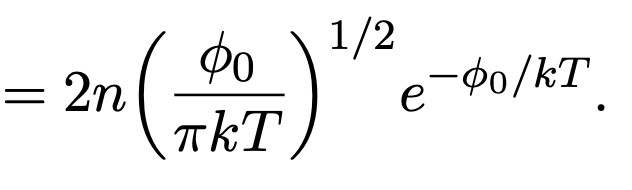 $= 2n\left(\frac{\phi_0}{\pi kT}\right)^{1/2} e^{-\phi_0/kT}.$